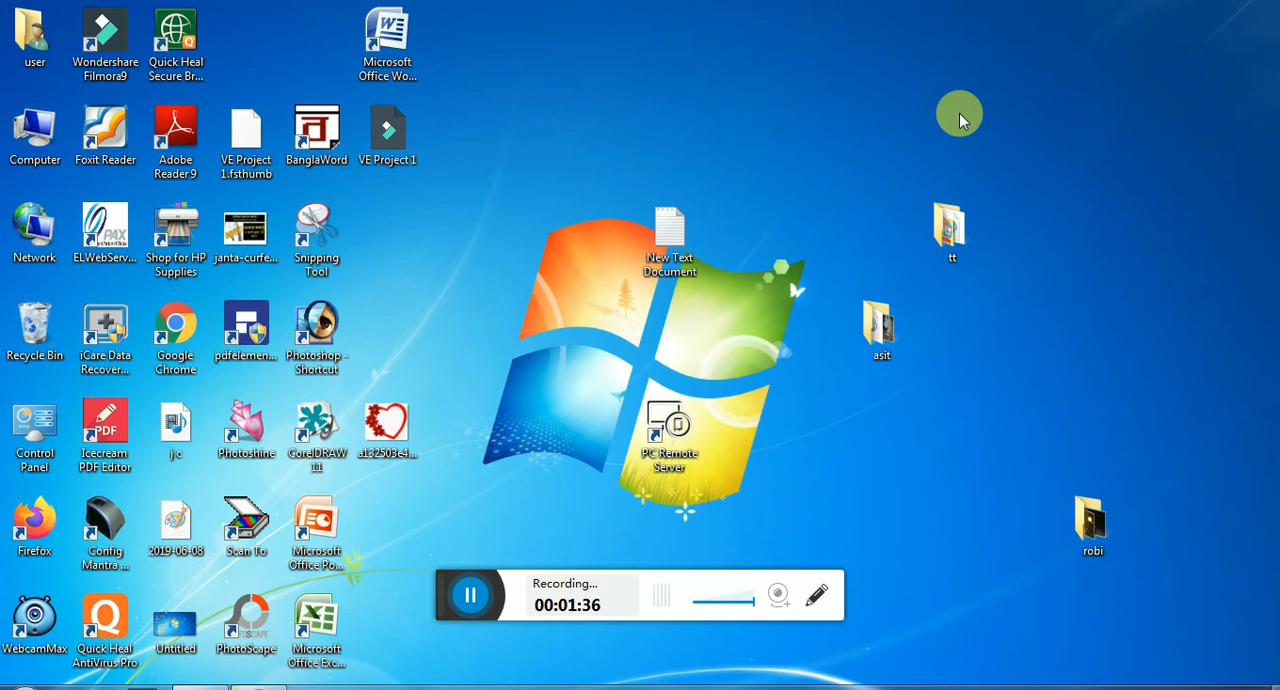 user
Wondershare
Filmora9
Quick Heal
Secure Br...
Microsoft
Office Wo...
Computer
Foxit Reader
Adobe
Reader 9
VE Project
1.fsthumb
BanglaWord
VE Project 1
Network
ELWebServ...
Shop for HP
Supplies
janta-curfe...
Snipping
Tool
New Text
Document
tt
Recycle Bin
iCare Data
Recover...
Google
Chrome
pdfelemen...
Photoshop -
Shortcut
asit
Control
Panel
Icecream
PDF Editor
j c
Photoshine
CorelDRAW
11
a132503e4...
PC Remote
Server
Firefox
Config
Mantra ...
2019-06-08
Scan To
Microsoft
Office Po...
robi
Recording...
00:01:36
WebcamMax
Quick Heal
AntiVirus Pro
Untitled
PhotoScape
Microsoft
Office Exc...